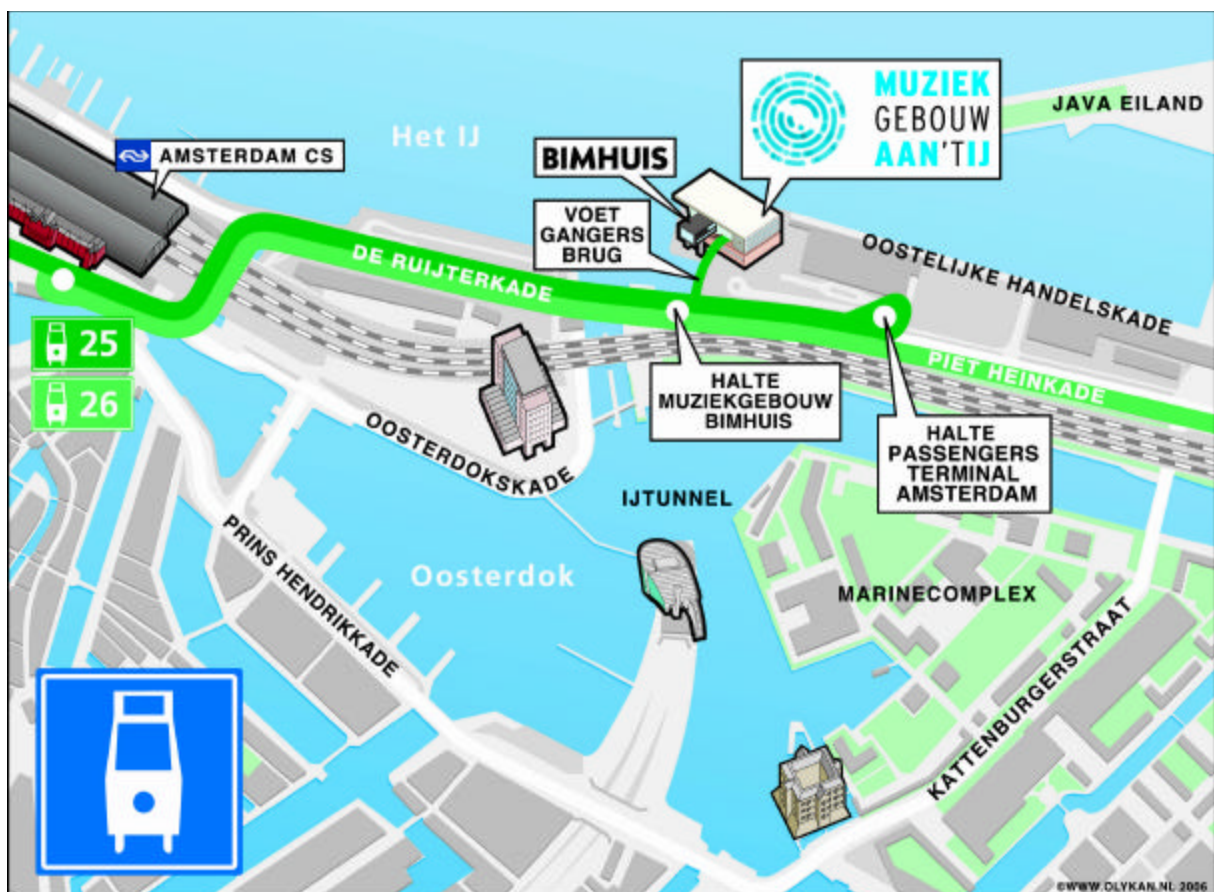 MUZIEK
GEBOUW
AAN'TIJ
JAVA EILAND
Het IJ
AMSTERDAM CS
BIMHUIS
VOET
GANGERS
BRUG
OOSTELIJKE HANDELSKADE
DE RUIJTERKADE
25
26
PIET HEINKADE
HALTE
MUZIEKGEBOUW
BIMHUIS
HALTE
PASSENGERS
TERMINAL
AMSTERDAM
OOSTERDOKSKADE
IJTUNNEL
PRINS HENDRIKKADE
Oosterdok
MARINECOMPLEX
KATTENBURGERSTRAAT
©WWW.OLYKAN.NL 2006